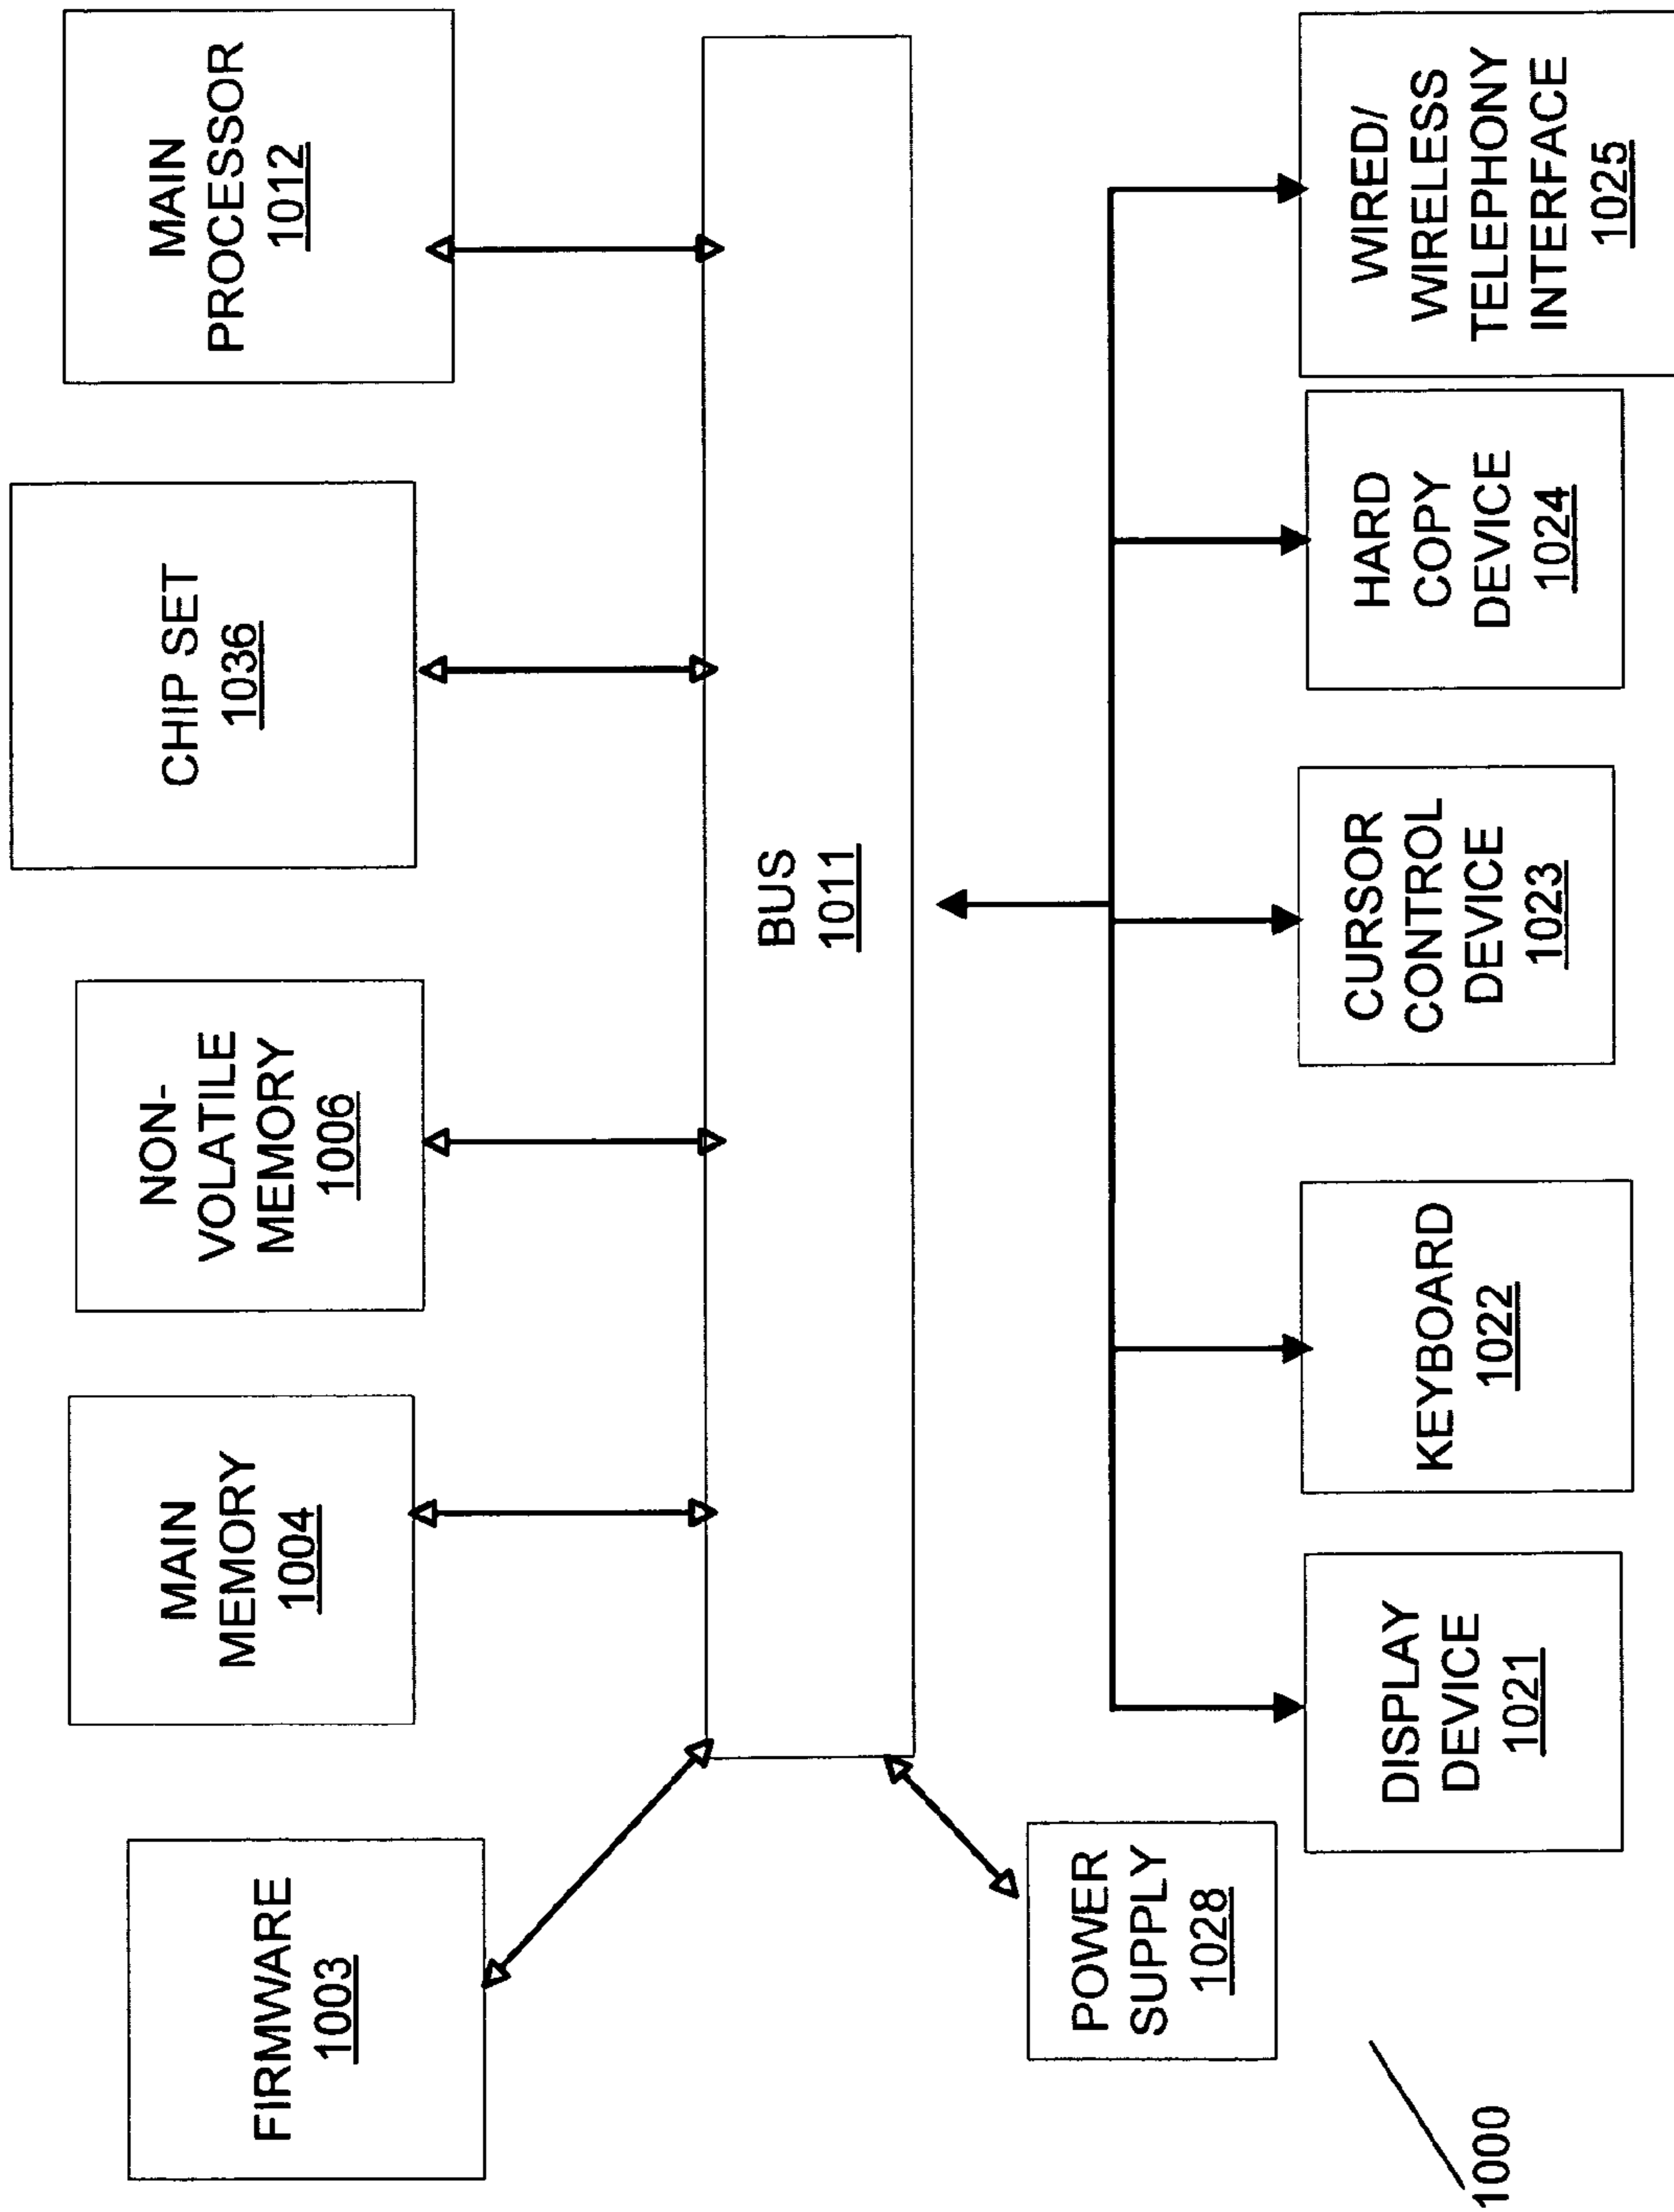 FIRMWARE
1003
MAIN
MEMORY
1004
NON-
VOLATILE
MEMORY
1006
CHIP SET
1036
MAIN
PROCESSOR
1012
BUS
1011
POWER
SUPPLY
1028
DISPLAY
DEVICE
1021
KEYBOARD
1022
CURSOR
CONTROL
DEVICE
1023
HARD
COPY
DEVICE
1024
WIRED/
WIRELESS
TELEPHONY
INTERFACE
1025
1000